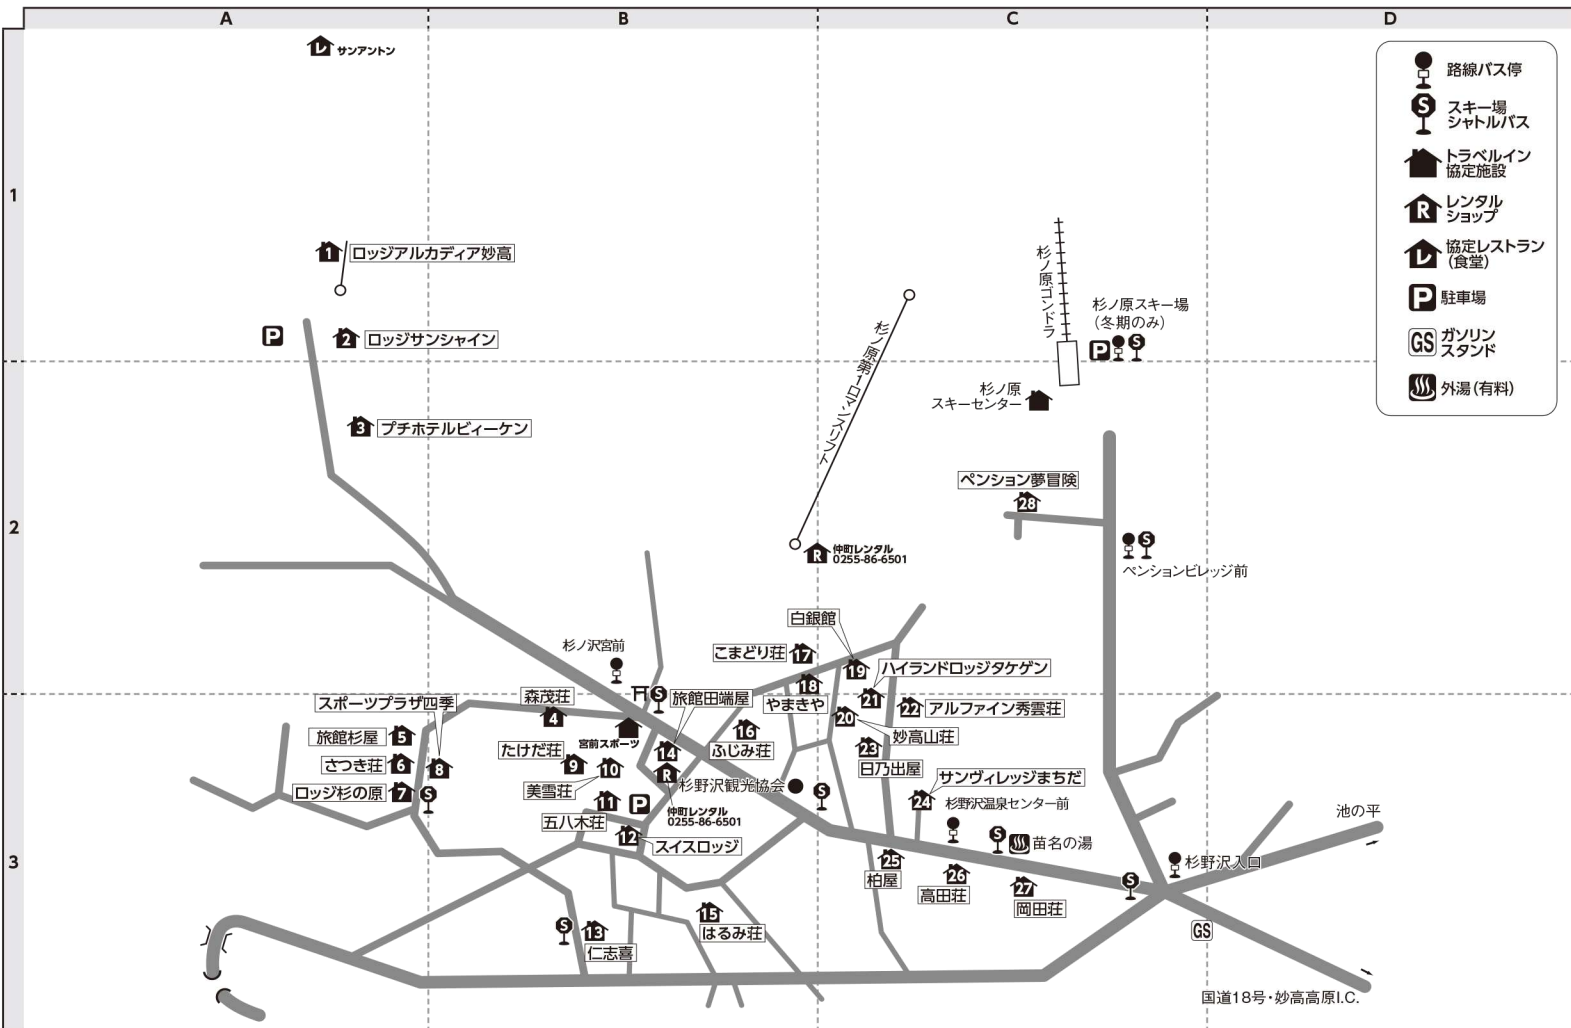 A
B
C
D
1
2
3
レ サンアントン
路線バス停
S スキー場
シャトルバス
トラベルイン
協定施設
R レンタル
ショップ
レ 協定レストラン
(食堂)
P 駐車場
GS ガソリン
スタンド
外湯(有料)
1 ロッジアルカディア妙高
P
2 ロッジサンシャイン
3 プチホテルビィーケン
杉ノ原ゴンドラ
杉ノ原第1ロマンスリフト
杉ノ原スキー場
(冬期のみ)
P S
杉ノ原
スキーセンター
ペンション夢冒険
28
S
ペンションビレッジ前
R 仲町レンタル
0255-86-6501
白銀館
19
こまどり荘 17
ハイランドロッジタケゲン
21
18
やまきや
杉ノ沢宮前
S
旅館田端屋
14
スポーツプラザ四季
8
森茂荘
4
旅館杉屋 5
さつき荘 6
ロッジ杉の原 7
S
宮前スポーツ
たけだ荘
9
美雪荘 10
16
ふじみ荘
22 アルファイン秀雲荘
20 妙高山荘
23
日乃出屋
杉野沢観光協会
S
R
仲町レンタル
0255-86-6501
11 P
五八木荘
12
スイスロッジ
サンヴィレッジまちだ
24
杉野沢温泉センター前
S 苗名の湯
25
柏屋
26
高田荘
27
岡田荘
S
杉野沢入口
池の平
S 13
仁志喜
15
はるみ荘
GS
国道18号・妙高高原I.C.